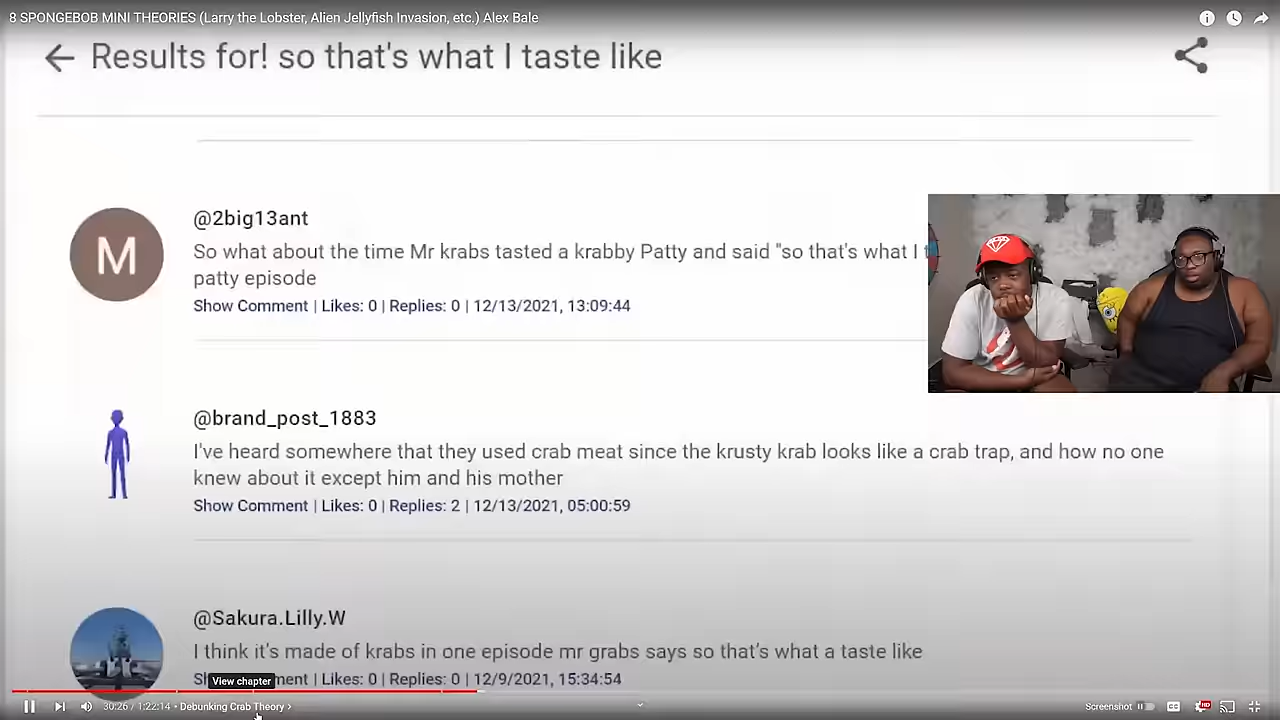 8 SPONGEBOB MINI THEORIES (Larry the Lobster, Alien Jellyfish Invasion, etc.) Alex Bale
Results for! so that's what I taste like
M
@2big13ant
So what about the time Mr krabs tasted a krabby Patty and said "so that's what I
patty episode
Show Comment | Likes: 0 | Replies: 0 | 12/13/2021, 13:09:44
@brand_post_1883
I've heard somewhere that they used crab meat since the krusty krab looks like a crab trap, and how no one
knew about it except him and his mother
Show Comment | Likes: 0 | Replies: 2 | 12/13/2021, 05:00:59
@Sakura.Lilly.W
I think it's made of krabs in one episode mr grabs says so that's what a taste like
| Likes: 0 | Replies: 0 | 12/9/2021, 15:34:54
View chapter
30:26 / 1:22:14 • Debunking Crab Theory >
Screenshot
CC
HD